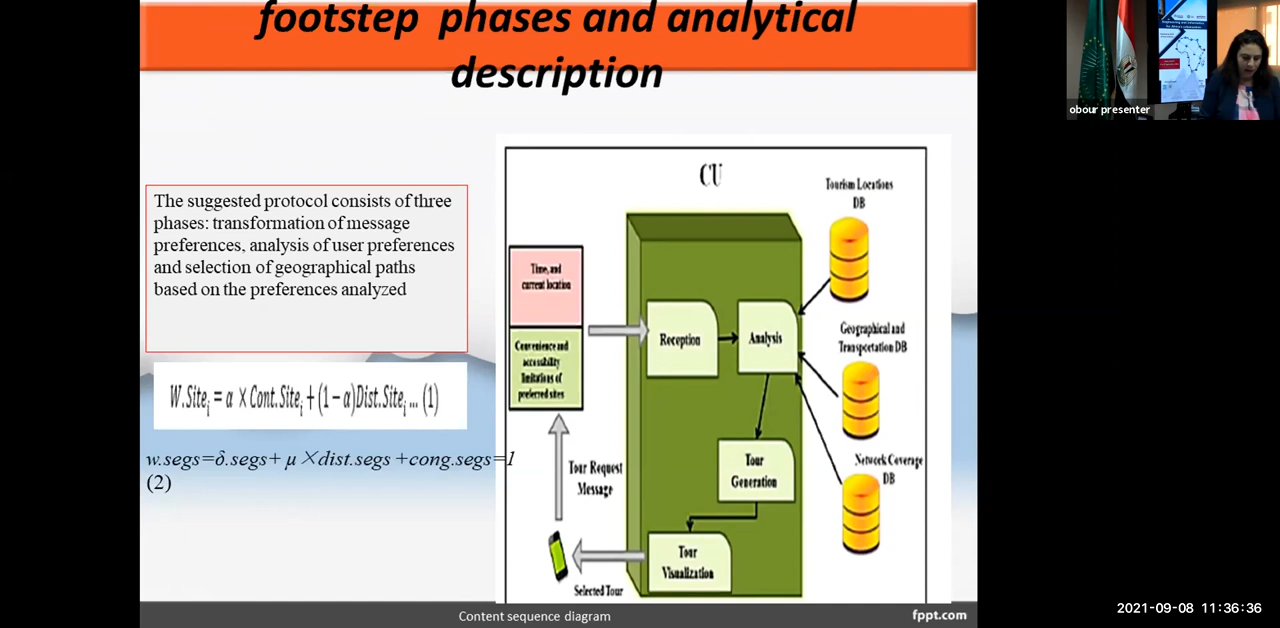 footstep phases and analytical
description
The suggested protocol consists of three
phases: transformation of message
preferences, analysis of user preferences
and selection of geographical paths
based on the preferences analyzed
W.Siteᵢ = α × Cont.Siteᵢ + (1−α)Dist.Siteᵢ ... (1)
w.segs=δ.segs+ μ ×dist.segs +cong.segs=1
(2)
CU
Time, and
current location
Convenience and
accessibility
limitations of
preferred sites
Reception
Analysis
Tour
Generation
Tour
Visualization
Tour Request
Message
Selected Tour
Tourism Locations
DB
Geographical and
Transportation DB
Network Coverage
DB
Content sequence diagram
fppt.com
obour presenter
2021-09-08 11:36:36